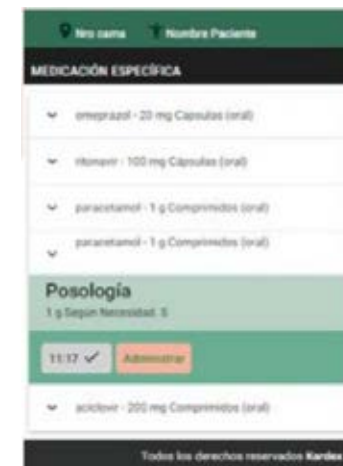 Nro cama Nombre Paciente
MEDICACIÓN ESPECÍFICA
omeprazol - 20 mg Cápsulas (oral)
ritonavir - 100 mg Cápsulas (oral)
paracetamol - 1 g Comprimidos (oral)
paracetamol - 1 g Comprimidos (oral)
Posología
1 g Según Necesidad. S
11:17 Administrar
aciclovir - 200 mg Comprimidos (oral)
Todos los derechos reservados Kardex